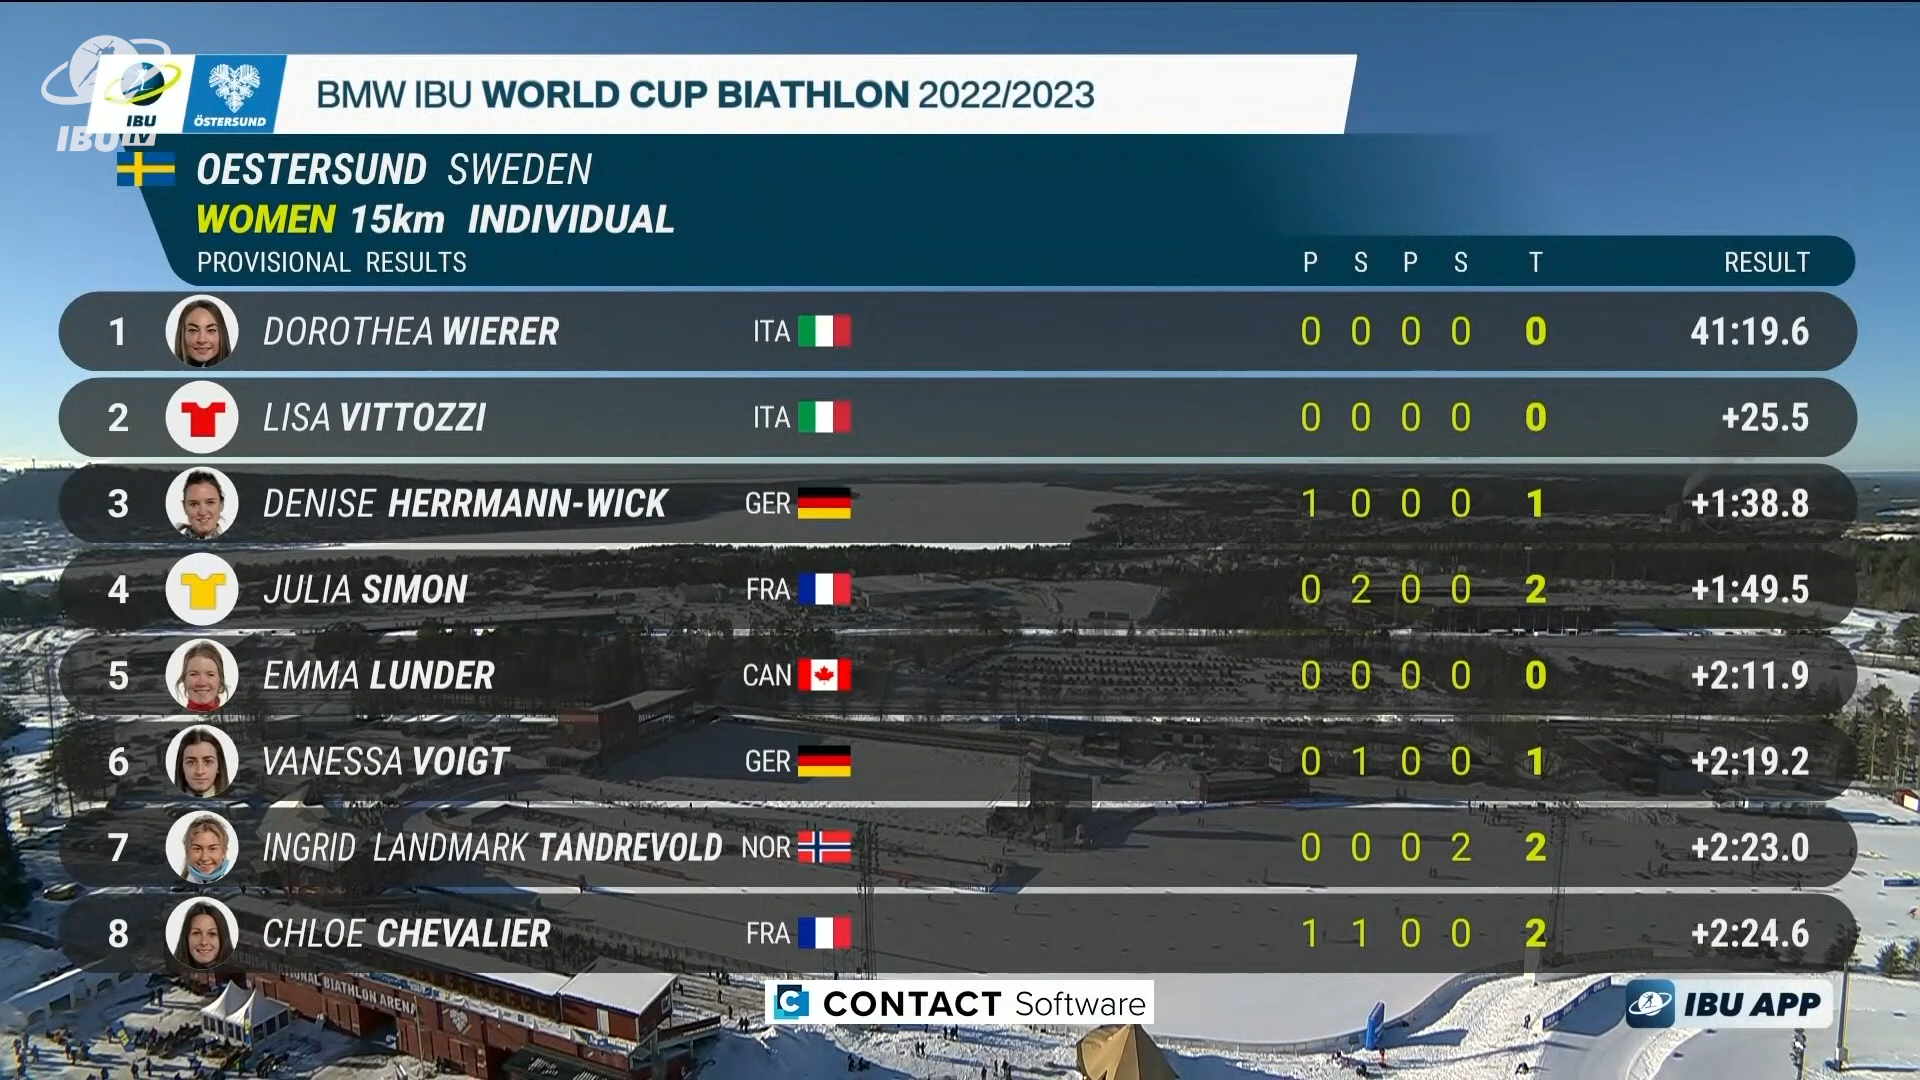 IBU TV
IBU
ÖSTERSUND
BMW IBU WORLD CUP BIATHLON 2022/2023
OESTERSUND SWEDEN
WOMEN 15km INDIVIDUAL
PROVISIONAL RESULTS P S P S T RESULT
1 DOROTHEA WIERER ITA 0 0 0 0 0 41:19.6
2 LISA VITTOZZI ITA 0 0 0 0 0 +25.5
3 DENISE HERRMANN-WICK GER 1 0 0 0 1 +1:38.8
4 JULIA SIMON FRA 0 2 0 0 2 +1:49.5
5 EMMA LUNDER CAN 0 0 0 0 0 +2:11.9
6 VANESSA VOIGT GER 0 1 0 0 1 +2:19.2
7 INGRID LANDMARK TANDREVOLD NOR 0 0 0 2 2 +2:23.0
8 CHLOE CHEVALIER FRA 1 1 0 0 2 +2:24.6
SWEDISH NATIONAL BIATHLON ARENA
C CONTACT Software
IBU APP